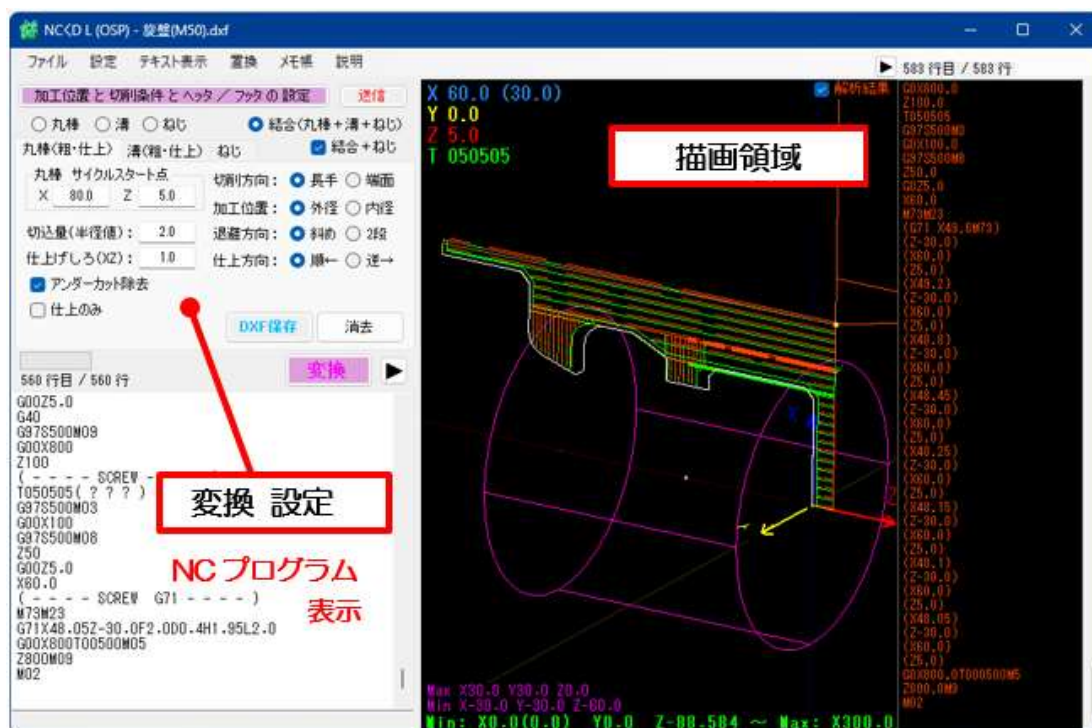 NCくD L (OSP) - 旋盤(M50).dxf
ファイル 設定 テキスト表示 置換 メモ帳 説明
583 行目 / 583 行
加工位置 と 切削条件 と ヘッダ / フッタ の 設定 送信
丸棒 溝 ねじ 結合(丸棒+溝+ねじ)
丸棒(粗・仕上) 溝(粗・仕上) ねじ 結合+ねじ
丸棒 サイクルスタート点
X 80.0 Z 5.0
切込量(半径値): 2.0
仕上げしろ(XZ): 1.0
アンダーカット除去
仕上のみ
切削方向: 長手 端面
加工位置: 外径 内径
退避方向: 斜め 2段
仕上方向: 順← 逆→
DXF保存 消去
変換
560 行目 / 560 行
G00Z5.0
G40
G97S500M09
G00X800
Z100
( - - - - SCREW -
T050505( ? ? ? )
G97S500M03
G00X100
G97S500M08
Z50
G00Z5.0
X60.0
( - - - - SCREW G71 - - - - )
M73M23
G71X48.05Z-30.0F2.0D0.4H1.95L2.0
G00X800T00500M05
Z800M09
M02
変換 設定
NCプログラム
表示
X 60.0 (30.0)
Y 0.0
Z 5.0
T 050505
解析結果
描画領域
X
Z
Max X30.0 Y30.0 Z0.0
Min X-30.0 Y-30.0 Z-60.0
Min: X0.0(0.0) Y0.0 Z-88.584 ~ Max: X300.0
G0X800.0
Z100.0
T050505
G97S500M3
G0X100.0
G97S500M8
Z50.0
G0Z5.0
X60.0
M73M23
(G71 X49.6M73)
(Z-30.0)
(X60.0)
(Z5.0)
(X49.2)
(Z-30.0)
(X60.0)
(Z5.0)
(X48.8)
(Z-30.0)
(X60.0)
(Z5.0)
(X48.45)
(Z-30.0)
(X60.0)
(Z5.0)
(X48.25)
(Z-30.0)
(X60.0)
(Z5.0)
(X48.15)
(Z-30.0)
(X60.0)
(Z5.0)
(X48.1)
(Z-30.0)
(X60.0)
(Z5.0)
(X48.05)
(Z-30.0)
(X60.0)
(Z5.0)
G0X800.0T000500M5
Z800.0M9
M02